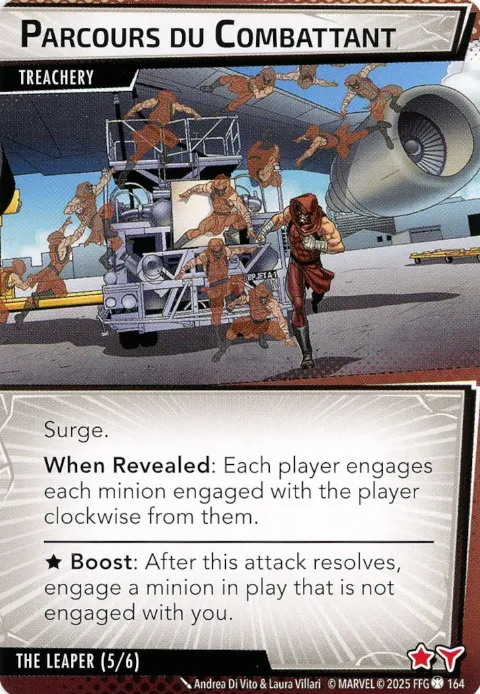 PARCOURS DU COMBATTANT
TREACHERY
BPJETA-1
Surge.
When Revealed: Each player engages
each minion engaged with the player
clockwise from them.
★ Boost: After this attack resolves,
engage a minion in play that is not
engaged with you.
THE LEAPER (5/6)
Andrea Di Vito & Laura Villari © MARVEL © 2025 FFG 164